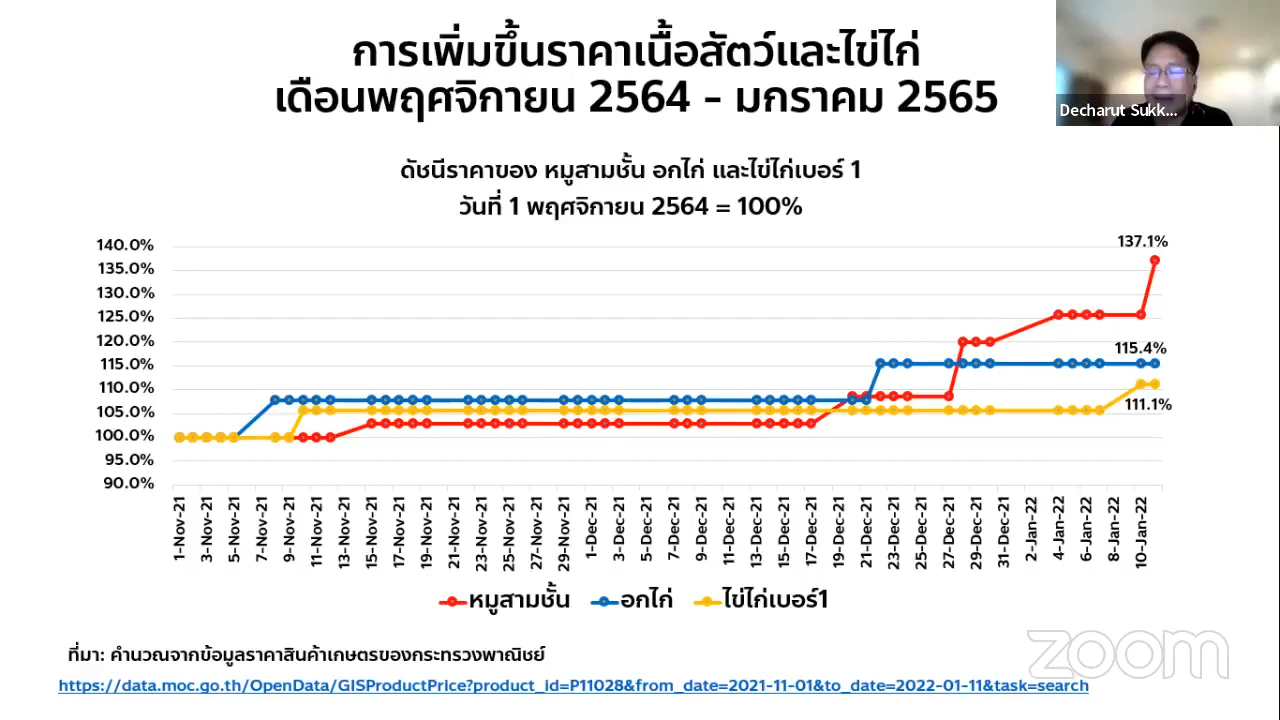 การเพิ่มขึ้นราคาเนื้อสัตว์และไข่ไก่
เดือนพฤศจิกายน 2564 - มกราคม 2565
Decharut Sukk...
ดัชนีราคาของ หมูสามชั้น อกไก่ และไข่ไก่เบอร์ 1
วันที่ 1 พฤศจิกายน 2564 = 100%
140.0%
135.0%
130.0%
125.0%
120.0%
115.0%
110.0%
105.0%
100.0%
95.0%
90.0%
137.1%
115.4%
111.1%
1-Nov-21
3-Nov-21
5-Nov-21
7-Nov-21
9-Nov-21
11-Nov-21
13-Nov-21
15-Nov-21
17-Nov-21
19-Nov-21
21-Nov-21
23-Nov-21
25-Nov-21
27-Nov-21
29-Nov-21
1-Dec-21
3-Dec-21
5-Dec-21
7-Dec-21
9-Dec-21
11-Dec-21
13-Dec-21
15-Dec-21
17-Dec-21
19-Dec-21
21-Dec-21
23-Dec-21
25-Dec-21
27-Dec-21
29-Dec-21
31-Dec-21
2-Jan-22
4-Jan-22
6-Jan-22
8-Jan-22
10-Jan-22
หมูสามชั้น อกไก่ ไข่ไก่เบอร์1
ที่มา: คำนวณจากข้อมูลราคาสินค้าเกษตรของกระทรวงพาณิชย์
https://data.moc.go.th/OpenData/GISProductPrice?product_id=P11028&from_date=2021-11-01&to_date=2022-01-11&task=search
zoom